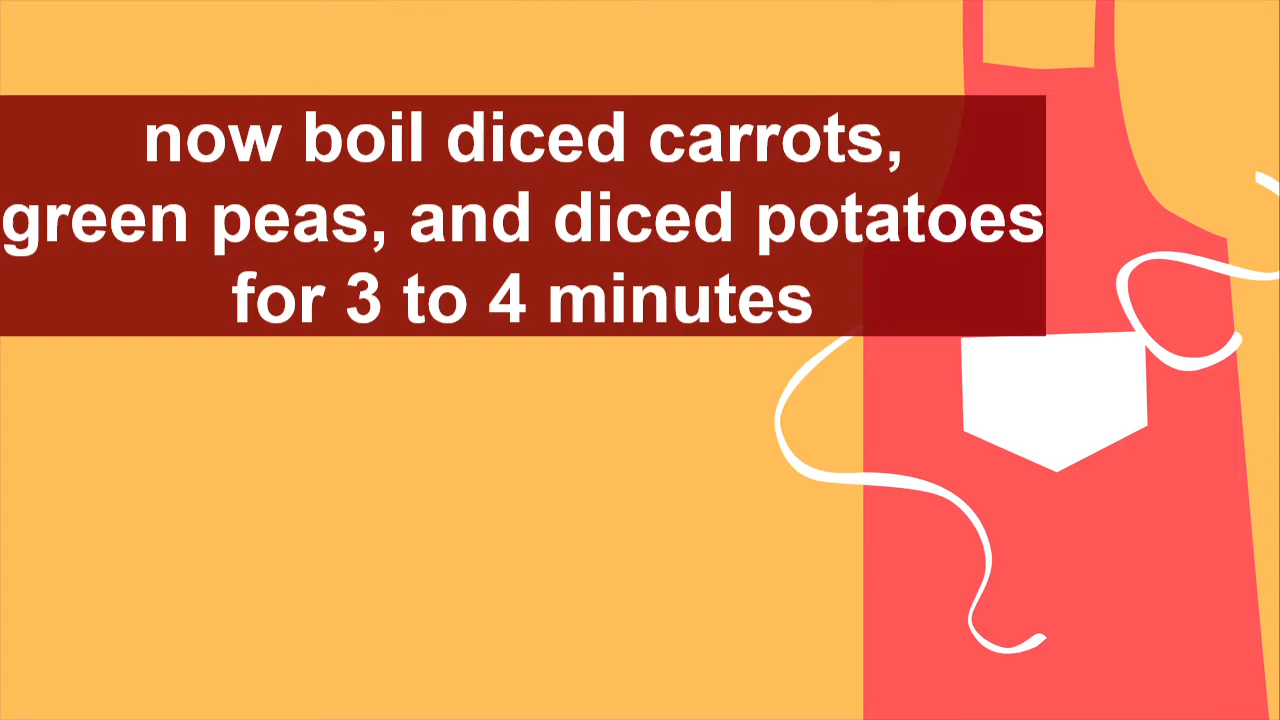 now boil diced carrots,
green peas, and diced potatoes
for 3 to 4 minutes